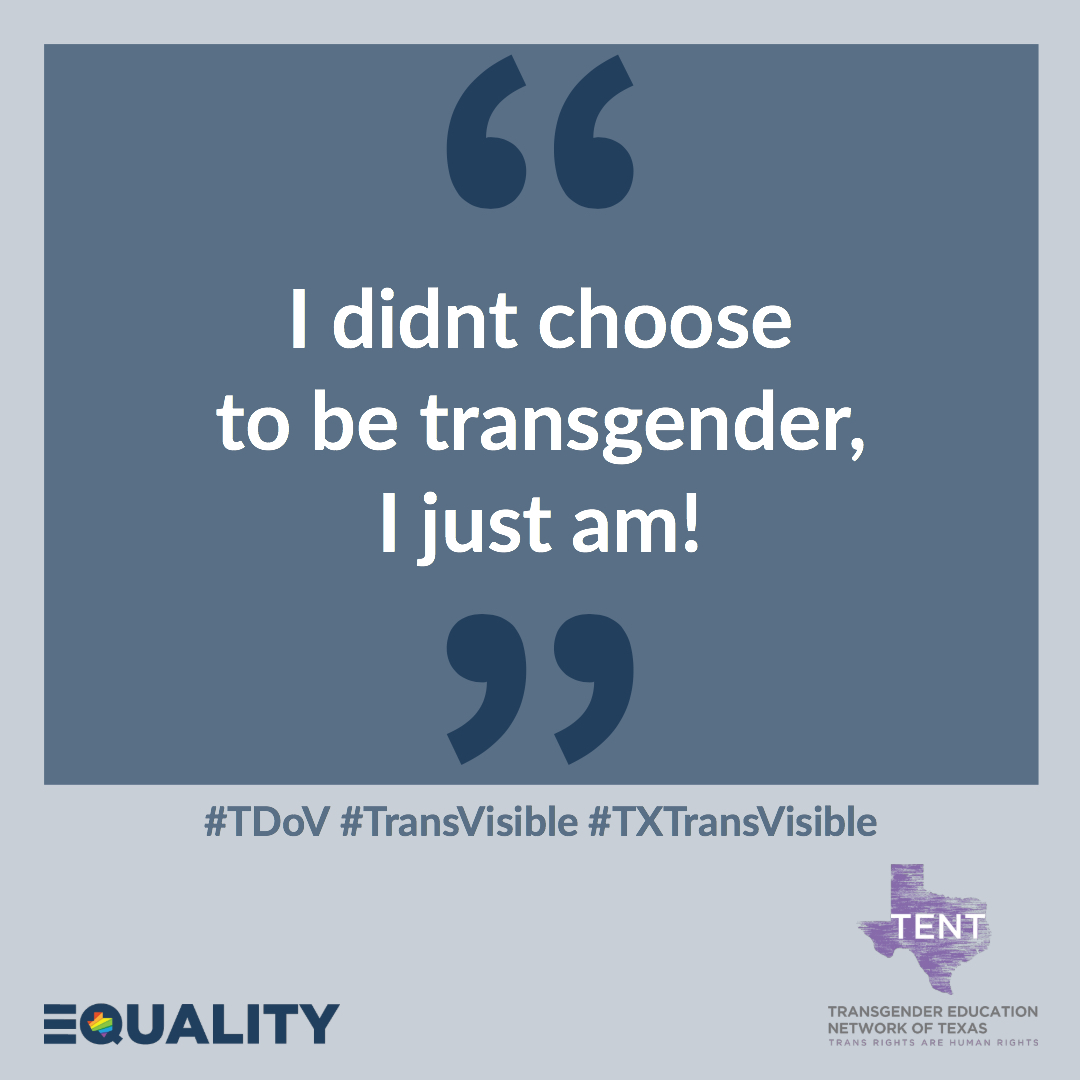 “
I didnt choose
to be transgender,
I just am!
”
#TDoV #TransVisible #TXTransVisible
TENT
EQUALITY
TRANSGENDER EDUCATION
NETWORK OF TEXAS
TRANS RIGHTS ARE HUMAN RIGHTS